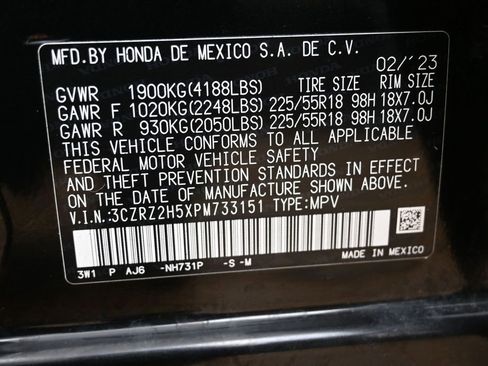 MFD.BY HONDA DE MEXICO S.A. DE C.V.
02/'23
GVWR 1900KG(4188LBS) TIRE SIZE RIM SIZE
GAWR F 1020KG(2248LBS) 225/55R18 98H 18X7.0J
GAWR R 930KG(2050LBS) 225/55R18 98H 18X7.0J
THIS VEHICLE CONFORMS TO ALL APPLICABLE
FEDERAL MOTOR VEHICLE SAFETY
AND THEFT PREVENTION STANDARDS IN EFFECT
ON THE DATE OF MANUFACTURE SHOWN ABOVE.
V.I.N.:3CZRZ2H5XPM733151 TYPE:MPV
3W1 P AJ6 -NH731P -S -M
MADE IN MEXICO